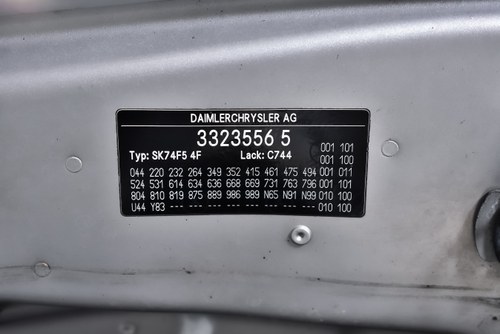 DAIMLERCHRYSLER AG
3323556 5
Typ: SK74F5 4F Lack: C744 001 101
001 100
044 220 232 264 349 352 415 461 475 494 001 011
524 531 614 634 636 668 669 731 763 796 001 100
804 810 819 875 889 986 989 N65 N91 N99 010 100
U44 Y83 --- --- --- --- --- --- --- --- 010 100